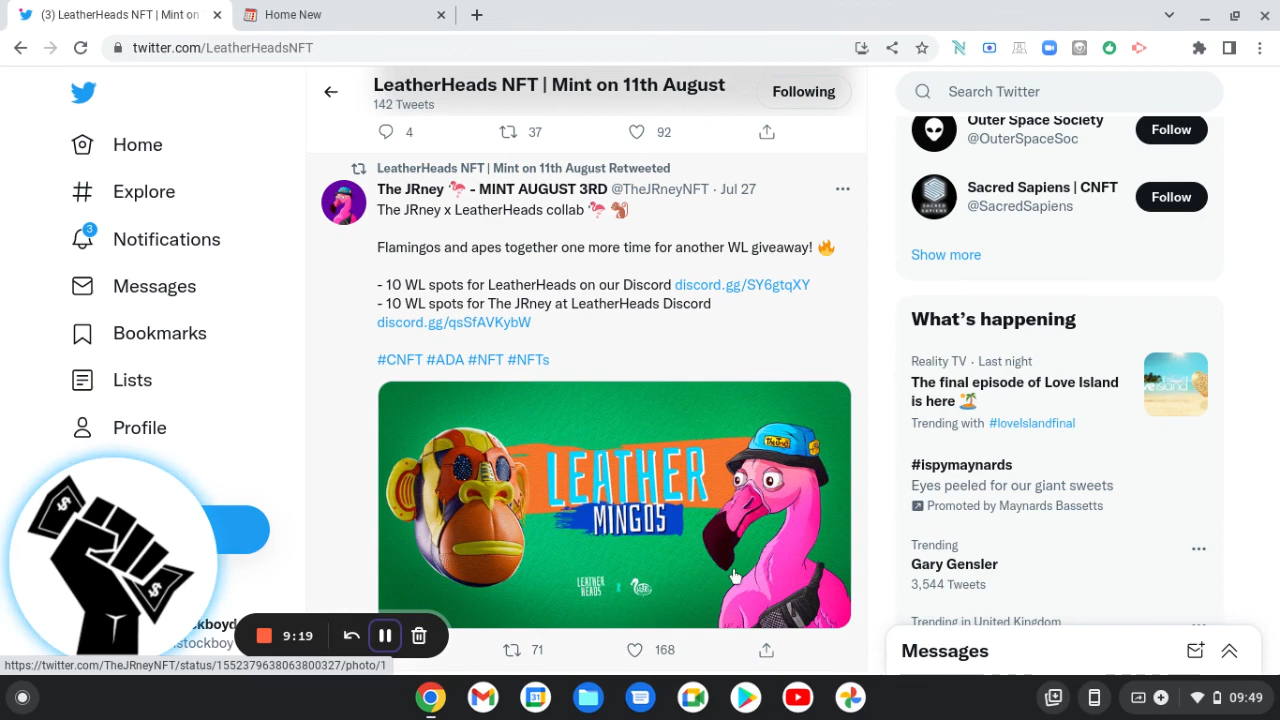 (3) LeatherHeads NFT | Mint on
Home New
twitter.com/LeatherHeadsNFT
LeatherHeads NFT | Mint on 11th August
142 Tweets
Following
Search Twitter
Home
Explore
3
Notifications
Messages
Bookmarks
Lists
Profile
4
37
92
LeatherHeads NFT | Mint on 11th August Retweeted
The JRney 🦩 - MINT AUGUST 3RD @TheJRneyNFT · Jul 27
The JRney x LeatherHeads collab 🦩 🐿️
Flamingos and apes together one more time for another WL giveaway! 🔥
- 10 WL spots for LeatherHeads on our Discord discord.gg/SY6gtqXY
- 10 WL spots for The JRney at LeatherHeads Discord
discord.gg/qsSfAVKybW
#CNFT #ADA #NFT #NFTs
LEATHER
MINGOS
LEATHER
HEADS
71
168
Outer Space Society
@OuterSpaceSoc
Follow
Sacred Sapiens | CNFT
@SacredSapiens
Follow
Show more
What's happening
Reality TV · Last night
The final episode of Love Island
is here 🏝️
Trending with #loveIslandfinal
#ispymaynards
Eyes peeled for our giant sweets
Promoted by Maynards Bassetts
Trending
Gary Gensler
3,544 Tweets
Trending in United Kingdom
Messages
$
$
9:19
https://twitter.com/TheJRneyNFT/status/1552379638063800327/photo/1
31
09:49